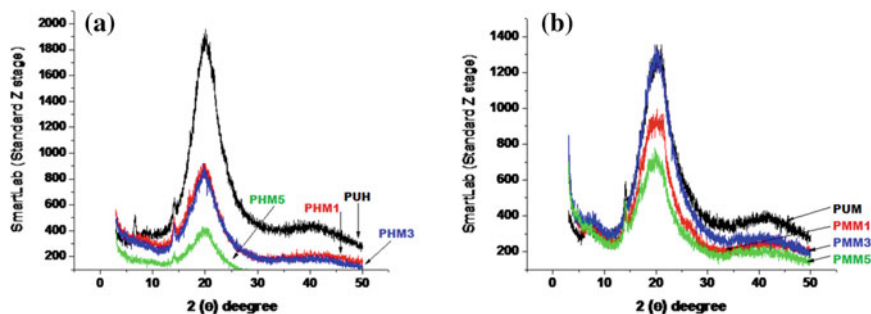 (a)
SmartLab (Standard Z stage)
2000
1800
1600
1400
1200
1000
800
600
400
200
0 10 20 30 40 50
2 (Θ) deegree
PHM5
PHM1
PUH
PHM3
(b)
SmartLab (Standard Z stage)
1400
1200
1000
800
600
400
200
0 10 20 30 40 50
2 (Θ) deegree
PUM
PMM1
PMM3
PMM5